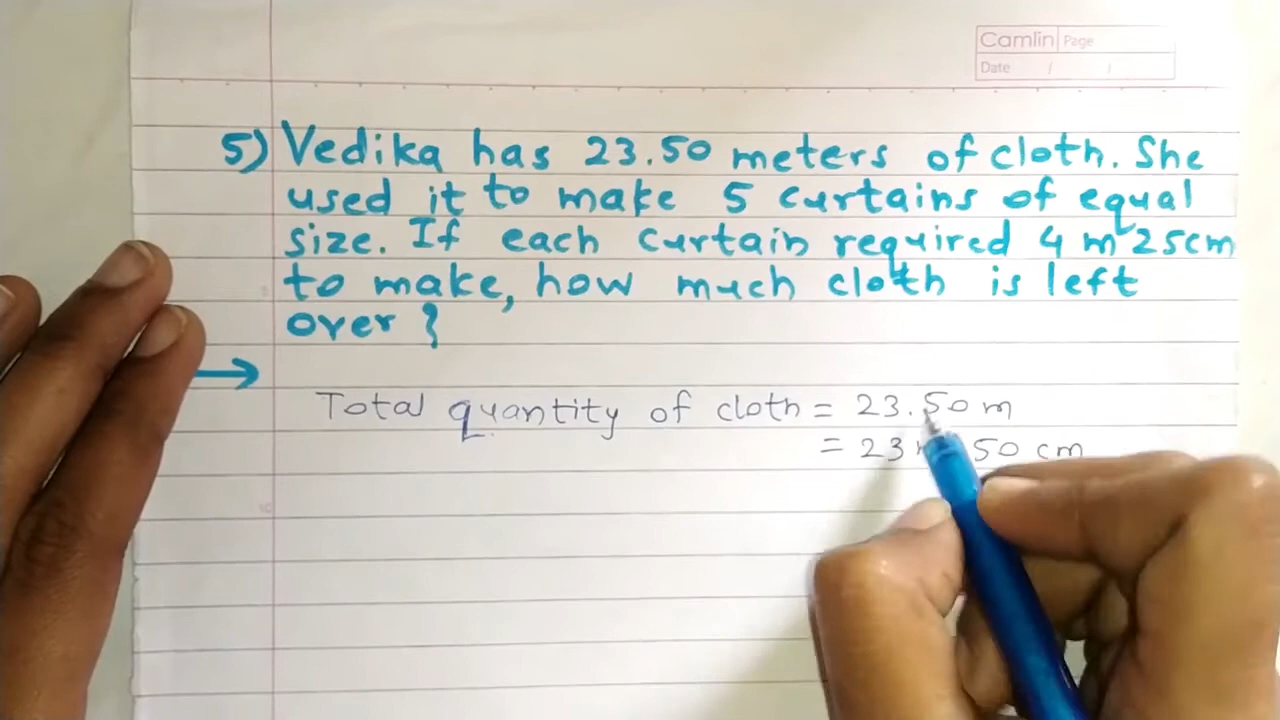 Camlin Page
Date / /
5) Vedika has 23.50 meters of cloth. She
used it to make 5 curtains of equal
size. If each curtain required 4 m 25cm
to make, how much cloth is left
over ?
Total quantity of cloth = 23.50 m
= 23 50 cm